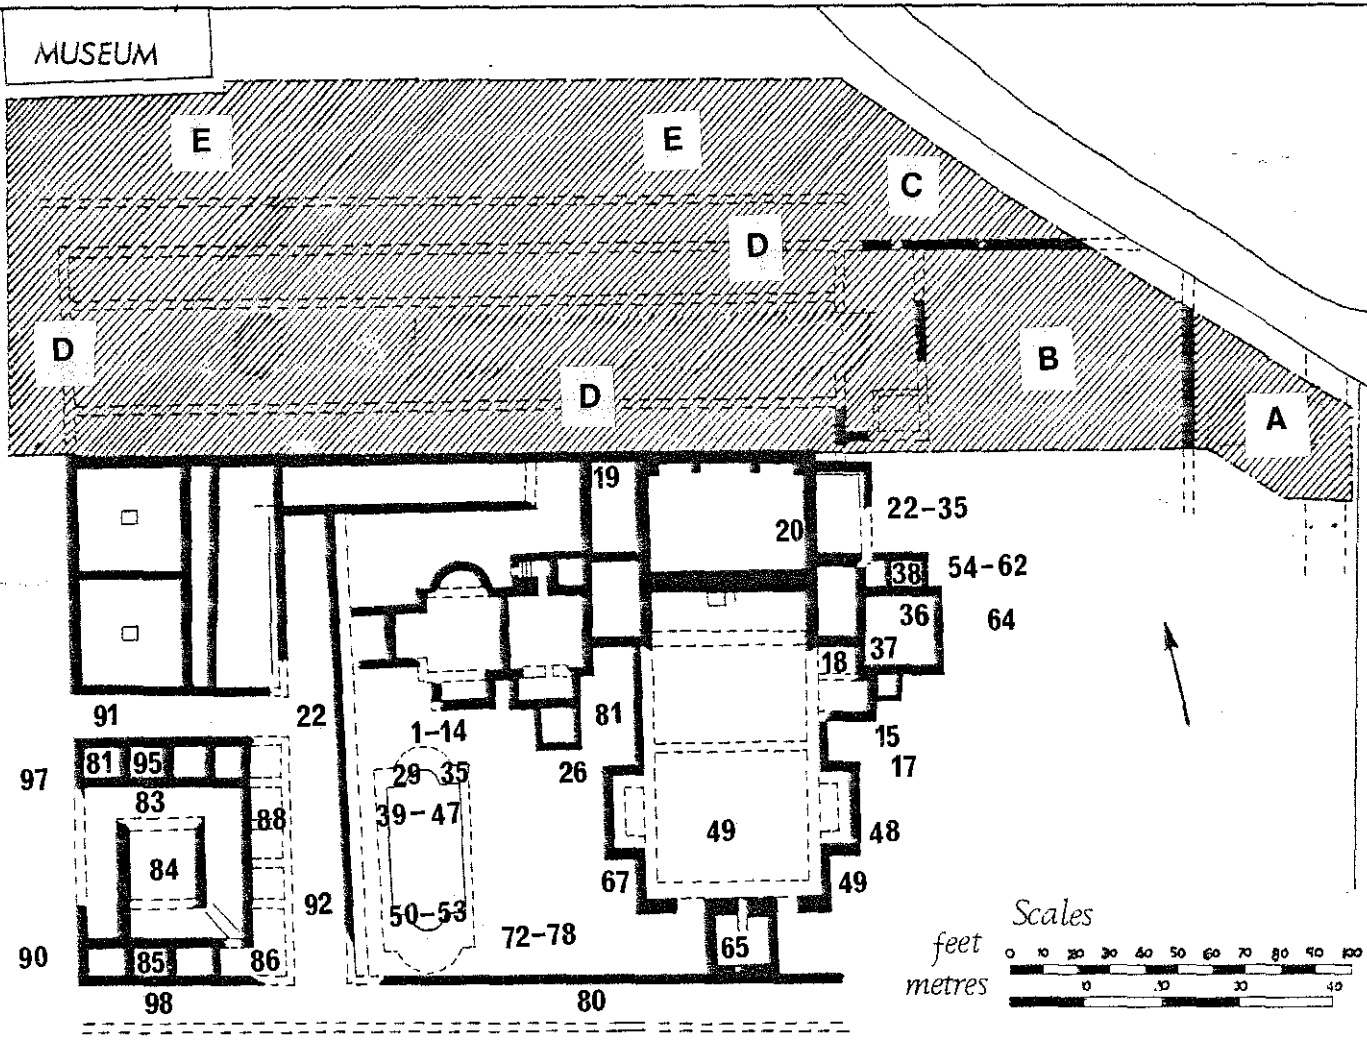 MUSEUM
E E
C
D
D B
D A
19
20 22-35
38 54-62
36 64
37
18
91 22 81
1-14 15
81 95 26 17
97 29 35
83 39-47
88 49 48
84
67 49
92 50-53
72-78 65
90 85 86
98 80
Scales
feet 0 10 20 30 40 50 60 70 80 90 100
metres 10 20 30 40